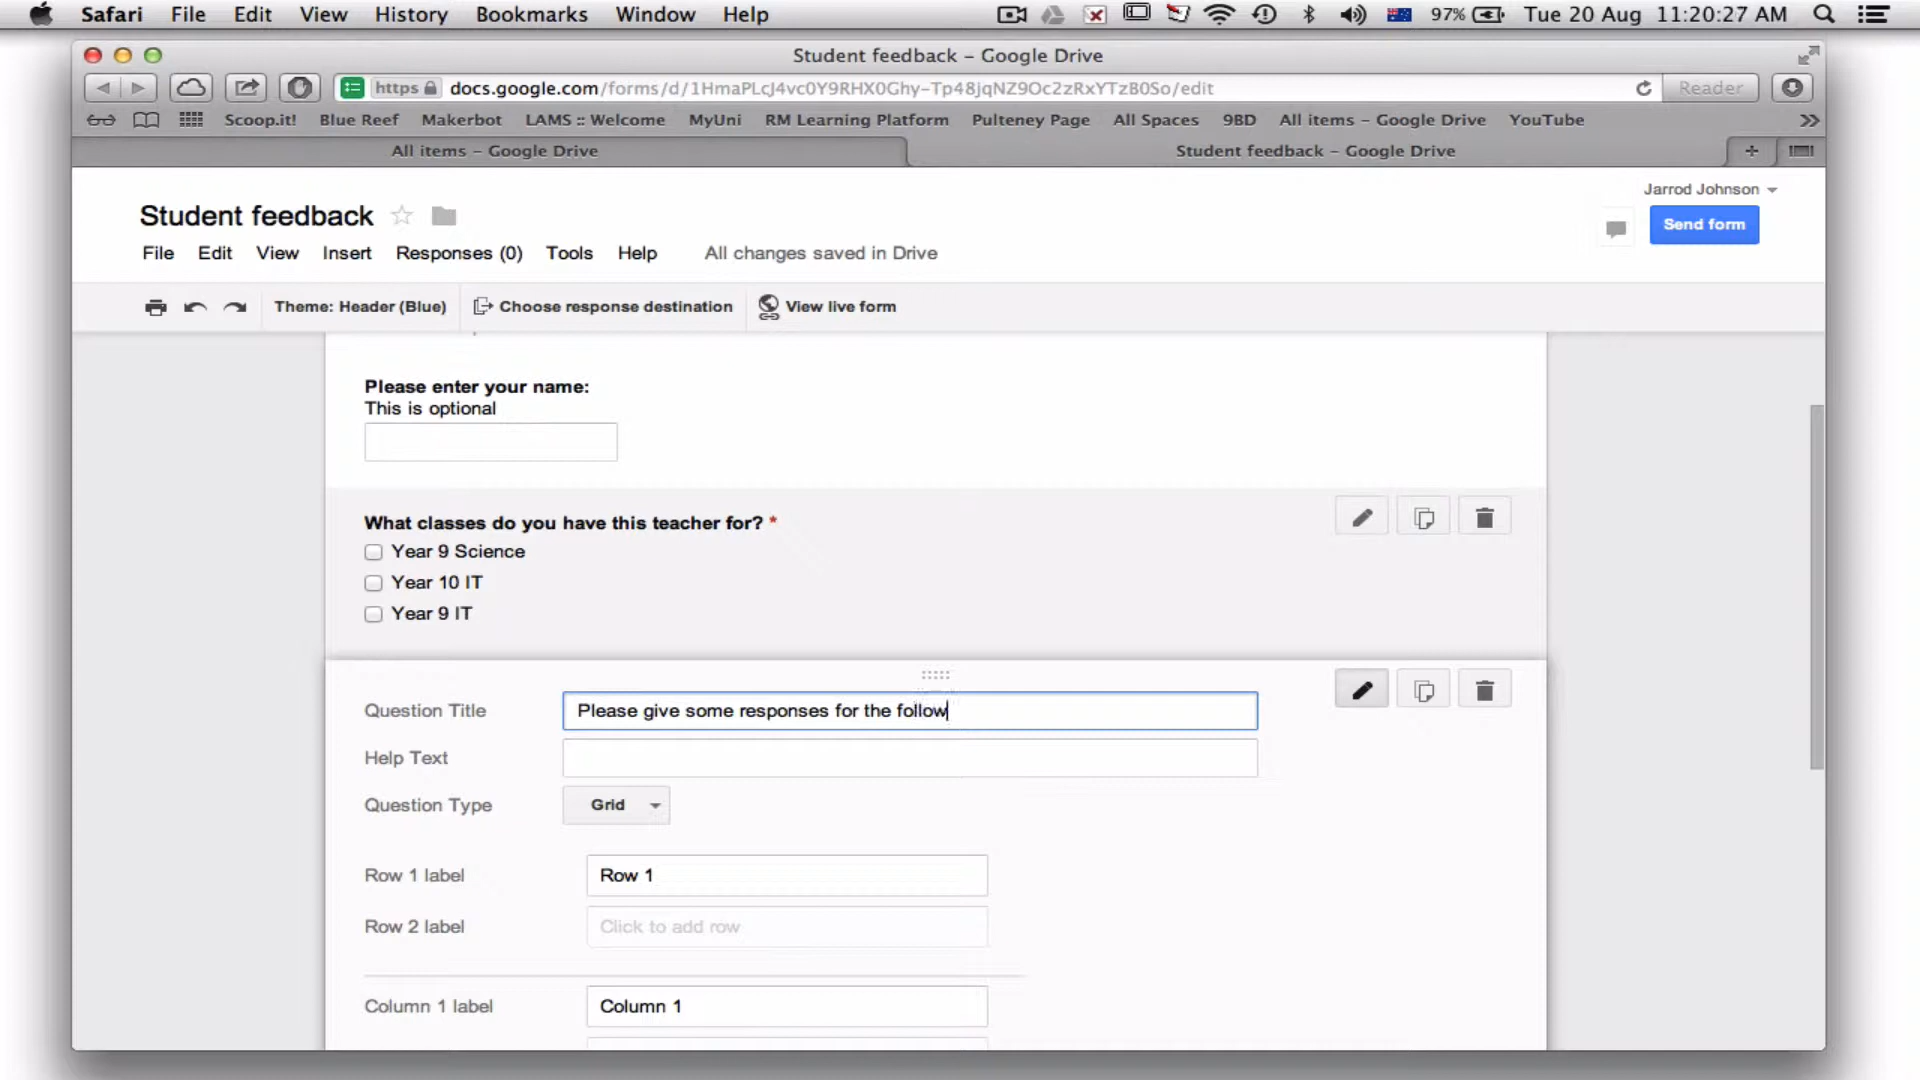 Safari File Edit View History Bookmarks Window Help 97% Tue 20 Aug 11:20:27 AM
Student feedback – Google Drive
https docs.google.com/forms/d/1HmaPLcJ4vc0Y9RHX0Ghy-Tp48jqNZ9Oc2zRxYTzB0So/edit Reader
Scoop.it! Blue Reef Makerbot LAMS :: Welcome MyUni RM Learning Platform Pulteney Page All Spaces 9BD All items – Google Drive YouTube
All items – Google Drive Student feedback – Google Drive
Jarrod Johnson
Student feedback
Send form
File Edit View Insert Responses (0) Tools Help All changes saved in Drive
Theme: Header (Blue) Choose response destination View live form
Please enter your name:
This is optional
What classes do you have this teacher for? *
Year 9 Science
Year 10 IT
Year 9 IT
Question Title Please give some responses for the follow
Help Text
Question Type Grid
Row 1 label Row 1
Row 2 label Click to add row
Column 1 label Column 1